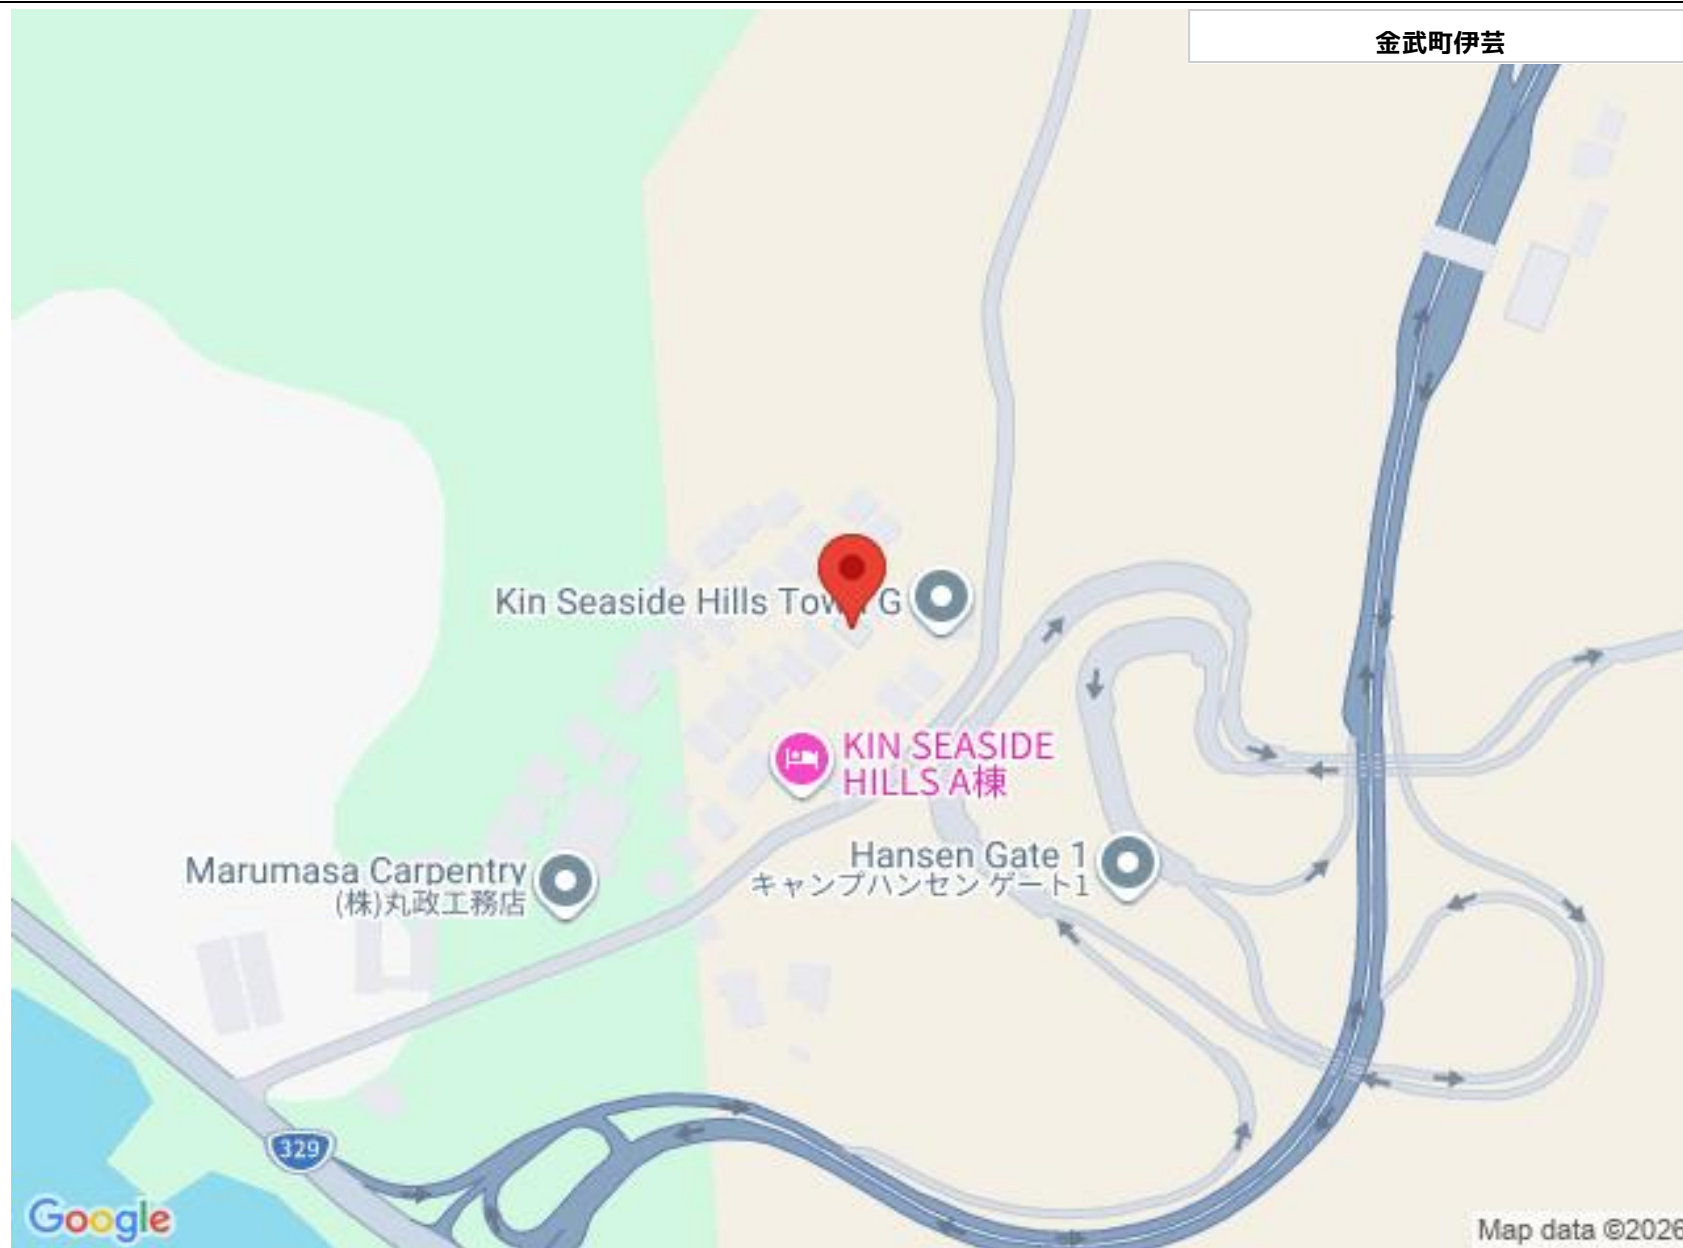 金武町伊芸
Kin Seaside Hills Town G
KIN SEASIDE
HILLS A棟
Hansen Gate 1
キャンプハンセン ゲート1
Marumasa Carpentry
(株)丸政工務店
329
Google
Map data ©2026